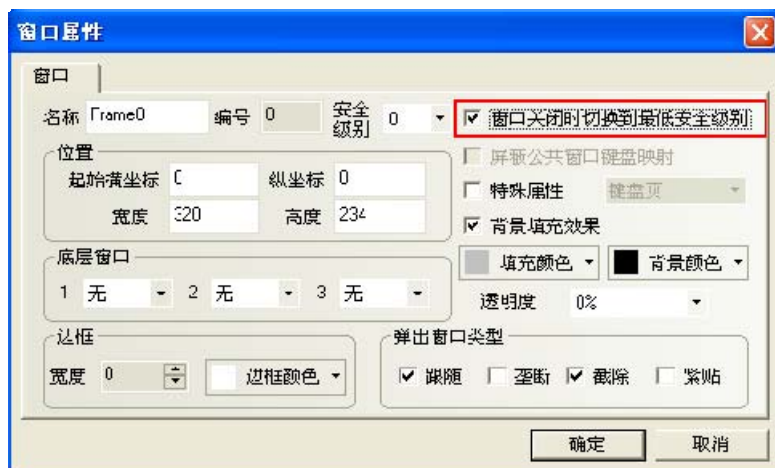 窗口属性
窗口
名称 Frame0 编号 0 安全级别 0 窗口关闭时切换到最低安全级别
位置
起始横坐标 纵坐标 0
宽度 320 高度 234
屏蔽公共窗口键盘映射
特殊属性 键盘页
背景填充效果
底层窗口
1 无 2 无 3 无
填充颜色 背景颜色
透明度 0%
边框
宽度 0 边框颜色
弹出窗口类型
跟随 垄断 截除 紧贴
确定 取消